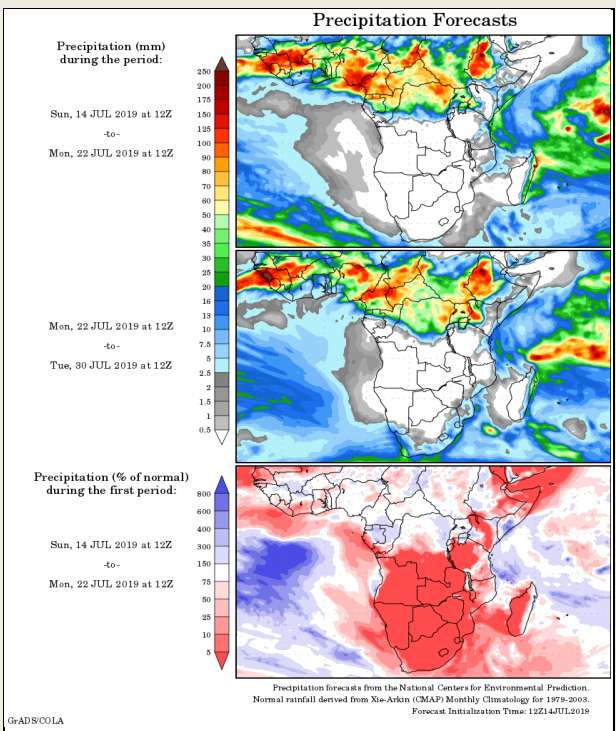 Precipitation Forecasts
Precipitation (mm)
during the period:
Sun, 14 JUL 2019 at 12Z
-to-
Mon, 22 JUL 2019 at 12Z
250
200
175
150
125
100
90
80
70
60
50
40
35
30
25
20
16
13
10
7.5
5
2.5
2
1.5
1
0.5
Mon, 22 JUL 2019 at 12Z
-to-
Tue, 30 JUL 2019 at 12Z
Precipitation (% of normal)
during the first period:
Sun, 14 JUL 2019 at 12Z
-to-
Mon, 22 JUL 2019 at 12Z
800
600
400
300
150
75
50
25
10
5
Precipitation forecasts from the National Centers for Environmental Prediction.
Normal rainfall derived from Xie-Arkin (CMAP) Monthly Climatology for 1979-2003.
Forecast Initialization Time: 12Z14JUL2019
GrADS/COLA